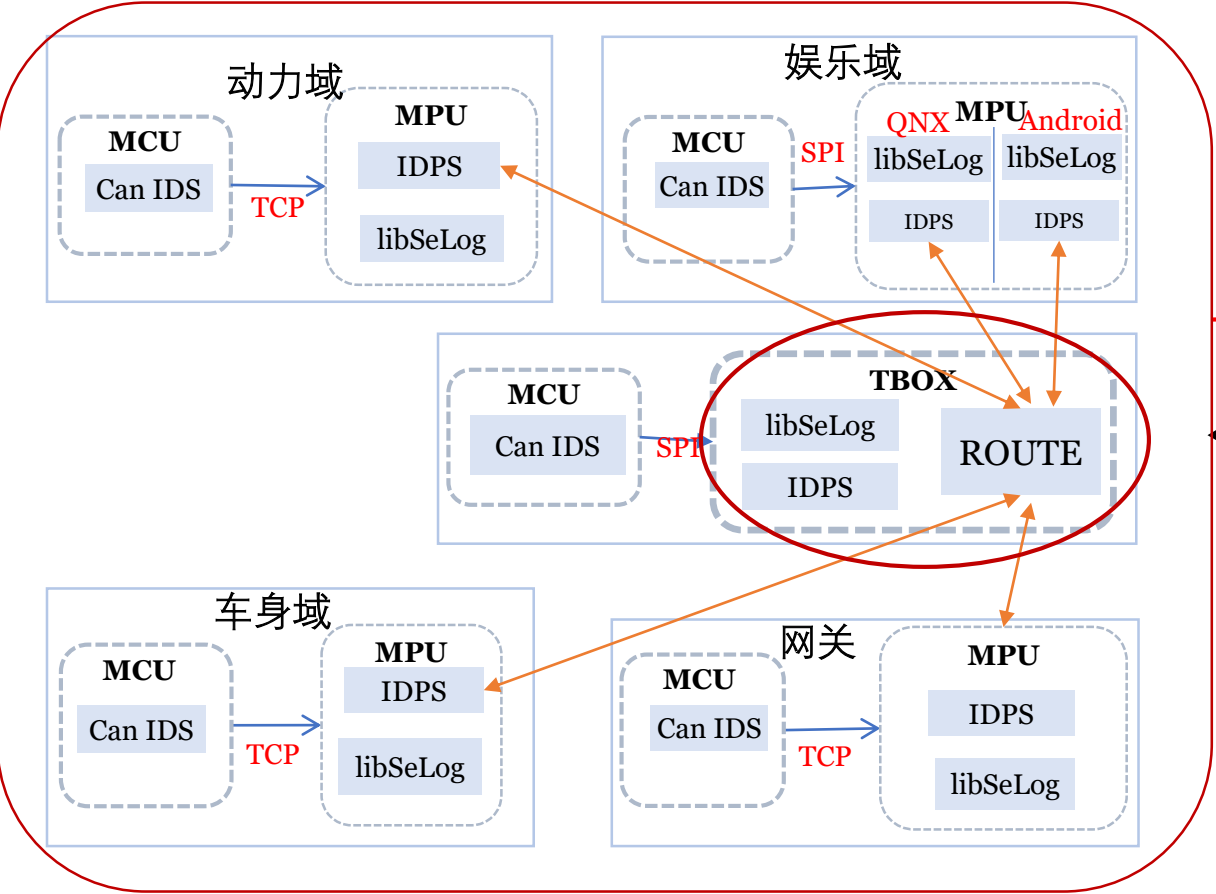 动力域
MCU
Can IDS
TCP
MPU
IDPS
libSeLog
娱乐域
MCU
Can IDS
SPI
MPU
QNX
Android
libSeLog
libSeLog
IDPS
IDPS
MCU
Can IDS
SPI
TBOX
libSeLog
IDPS
ROUTE
车身域
MCU
Can IDS
TCP
MPU
IDPS
libSeLog
网关
MCU
Can IDS
TCP
MPU
IDPS
libSeLog